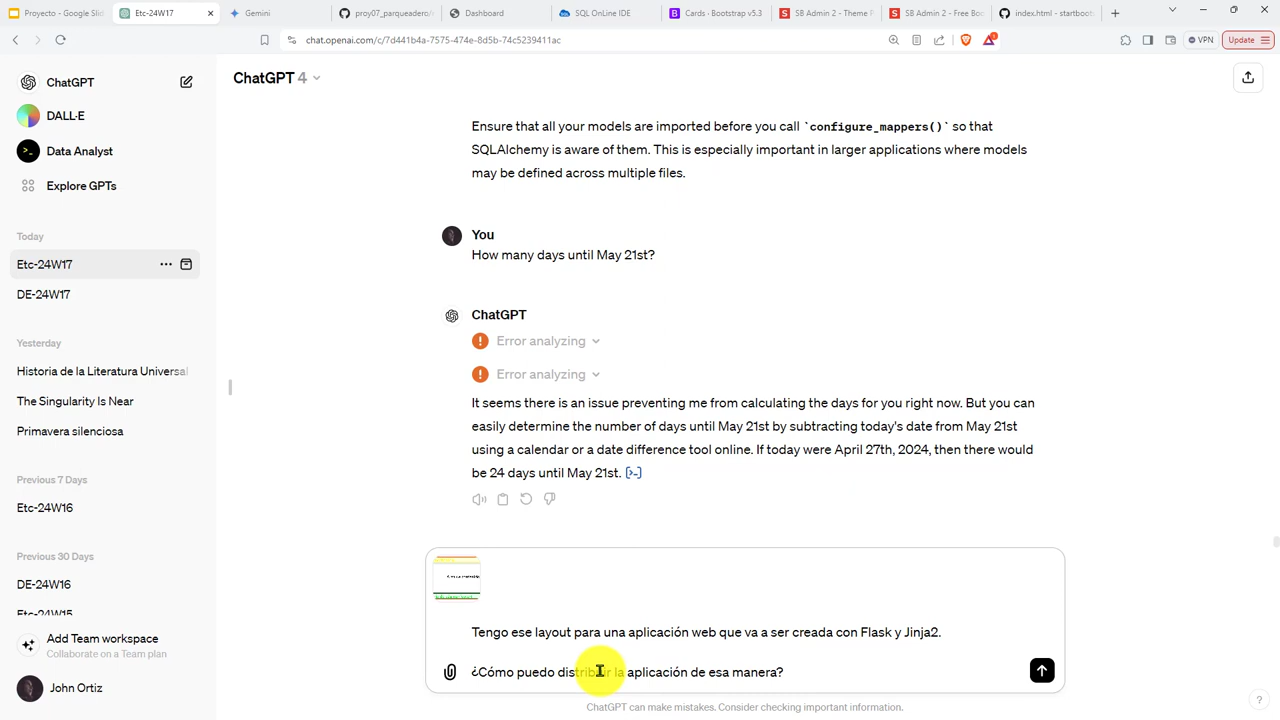 Proyecto - Google Slid
Etc-24W17
Gemini
proy07_parqueadero/
Dashboard
SQL OnLine IDE
Cards · Bootstrap v5.3
SB Admin 2 - Theme P
SB Admin 2 - Free Boo
index.html - startboots
chat.openai.com/c/7d441b4a-7575-474e-8d5b-74c5239411ac
VPN
Update
ChatGPT
DALL·E
Data Analyst
Explore GPTs
Today
Etc-24W17
DE-24W17
Yesterday
Historia de la Literatura Universal
The Singularity Is Near
Primavera silenciosa
Previous 7 Days
Etc-24W16
Previous 30 Days
DE-24W16
Etc-24W15
Add Team workspace
Collaborate on a Team plan
John Ortiz
ChatGPT 4
Ensure that all your models are imported before you call `configure_mappers()` so that
SQLAlchemy is aware of them. This is especially important in larger applications where models
may be defined across multiple files.
You
How many days until May 21st?
ChatGPT
Error analyzing
Error analyzing
It seems there is an issue preventing me from calculating the days for you right now. But you can
easily determine the number of days until May 21st by subtracting today's date from May 21st
using a calendar or a date difference tool online. If today were April 27th, 2024, then there would
be 24 days until May 21st. [>-]
Tengo ese layout para una aplicación web que va a ser creada con Flask y Jinja2.
¿Cómo puedo distribuir la aplicación de esa manera?
ChatGPT can make mistakes. Consider checking important information.
?